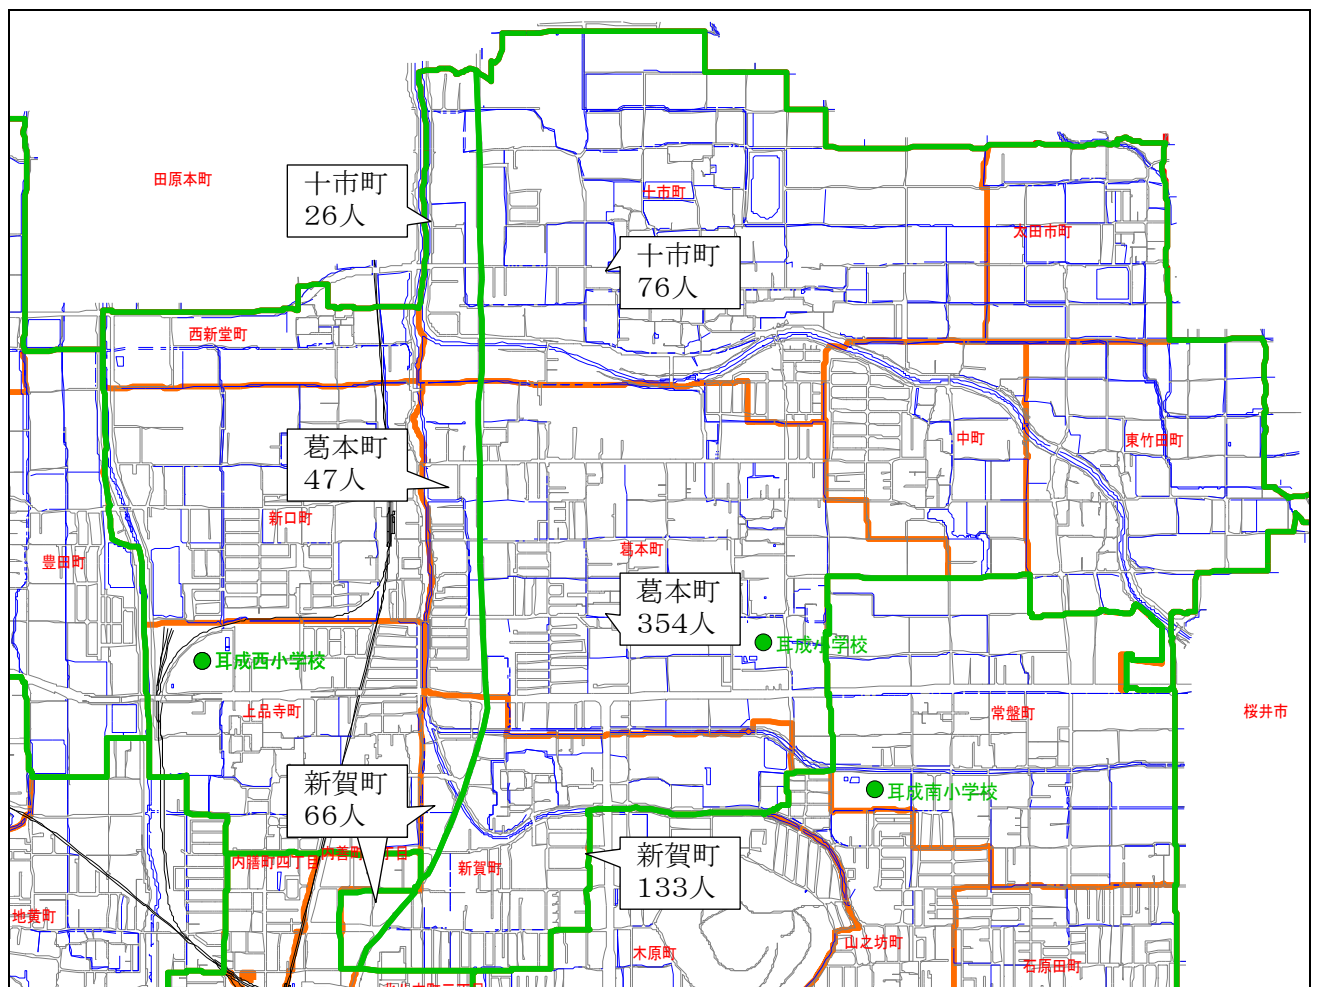 田原本町
十市町
26人
十市町
太田市町
十市町
76人
西新堂町
葛本町
47人
中町
東竹田町
新口町
豊田町
葛本町
葛本町
354人
耳成小学校
耳成西小学校
上品寺町
常盤町
桜井市
新賀町
66人
耳成南小学校
内膳町四丁目
新賀町
新賀町
133人
地黄町
木原町
山之坊町
石原田町